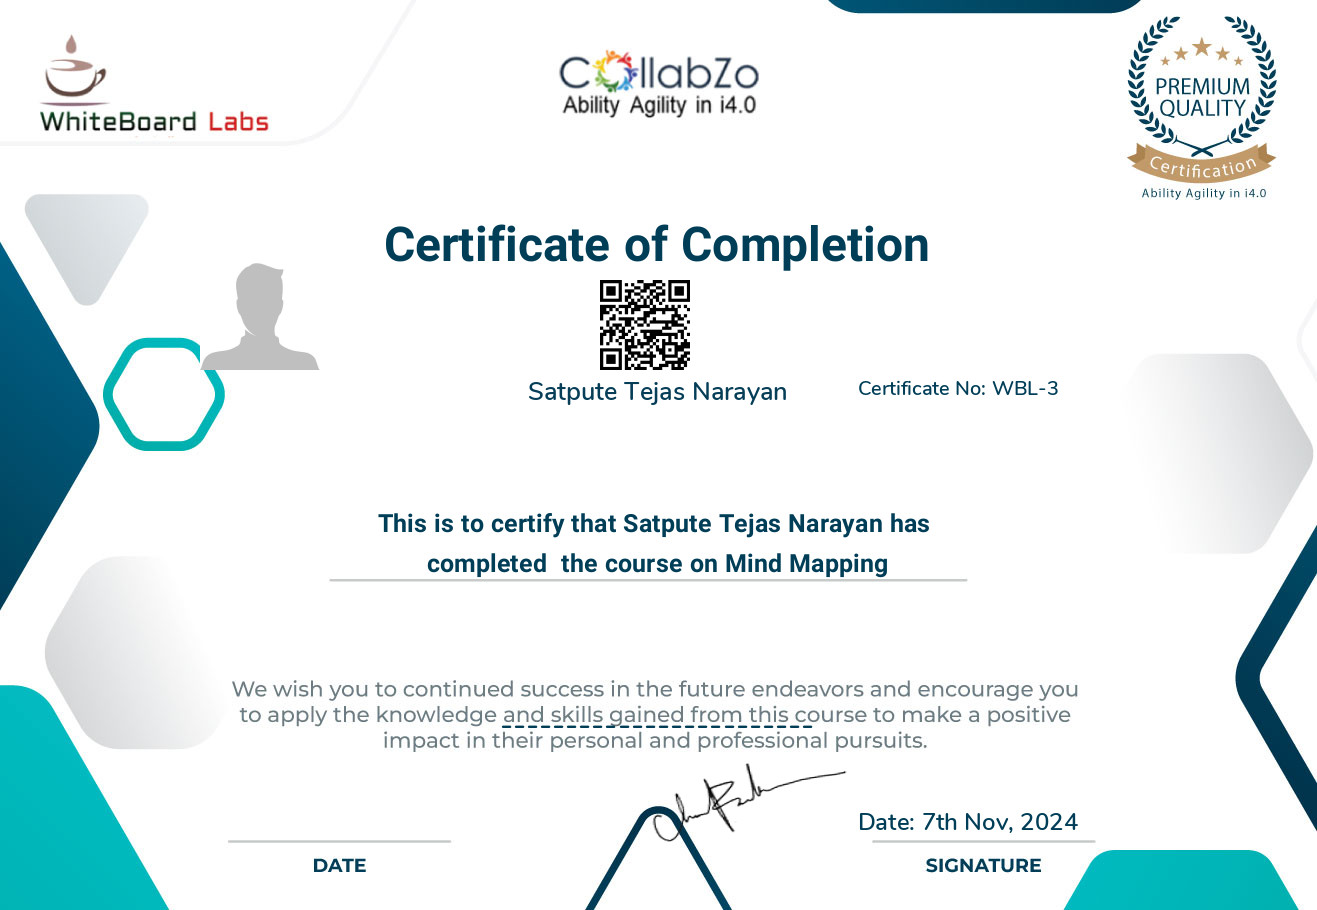 WhiteBoard Labs
CollabZo
Ability Agility in i4.0
PREMIUM
QUALITY
Certification
Ability Agility in i4.0
Certificate of Completion
Satpute Tejas Narayan
Certificate No: WBL-3
This is to certify that Satpute Tejas Narayan has
completed  the course on Mind Mapping
We wish you to continued success in the future endeavors and encourage you
to apply the knowledge and skills gained from this course to make a positive
impact in their personal and professional pursuits.
Date: 7th Nov, 2024
DATE
SIGNATURE